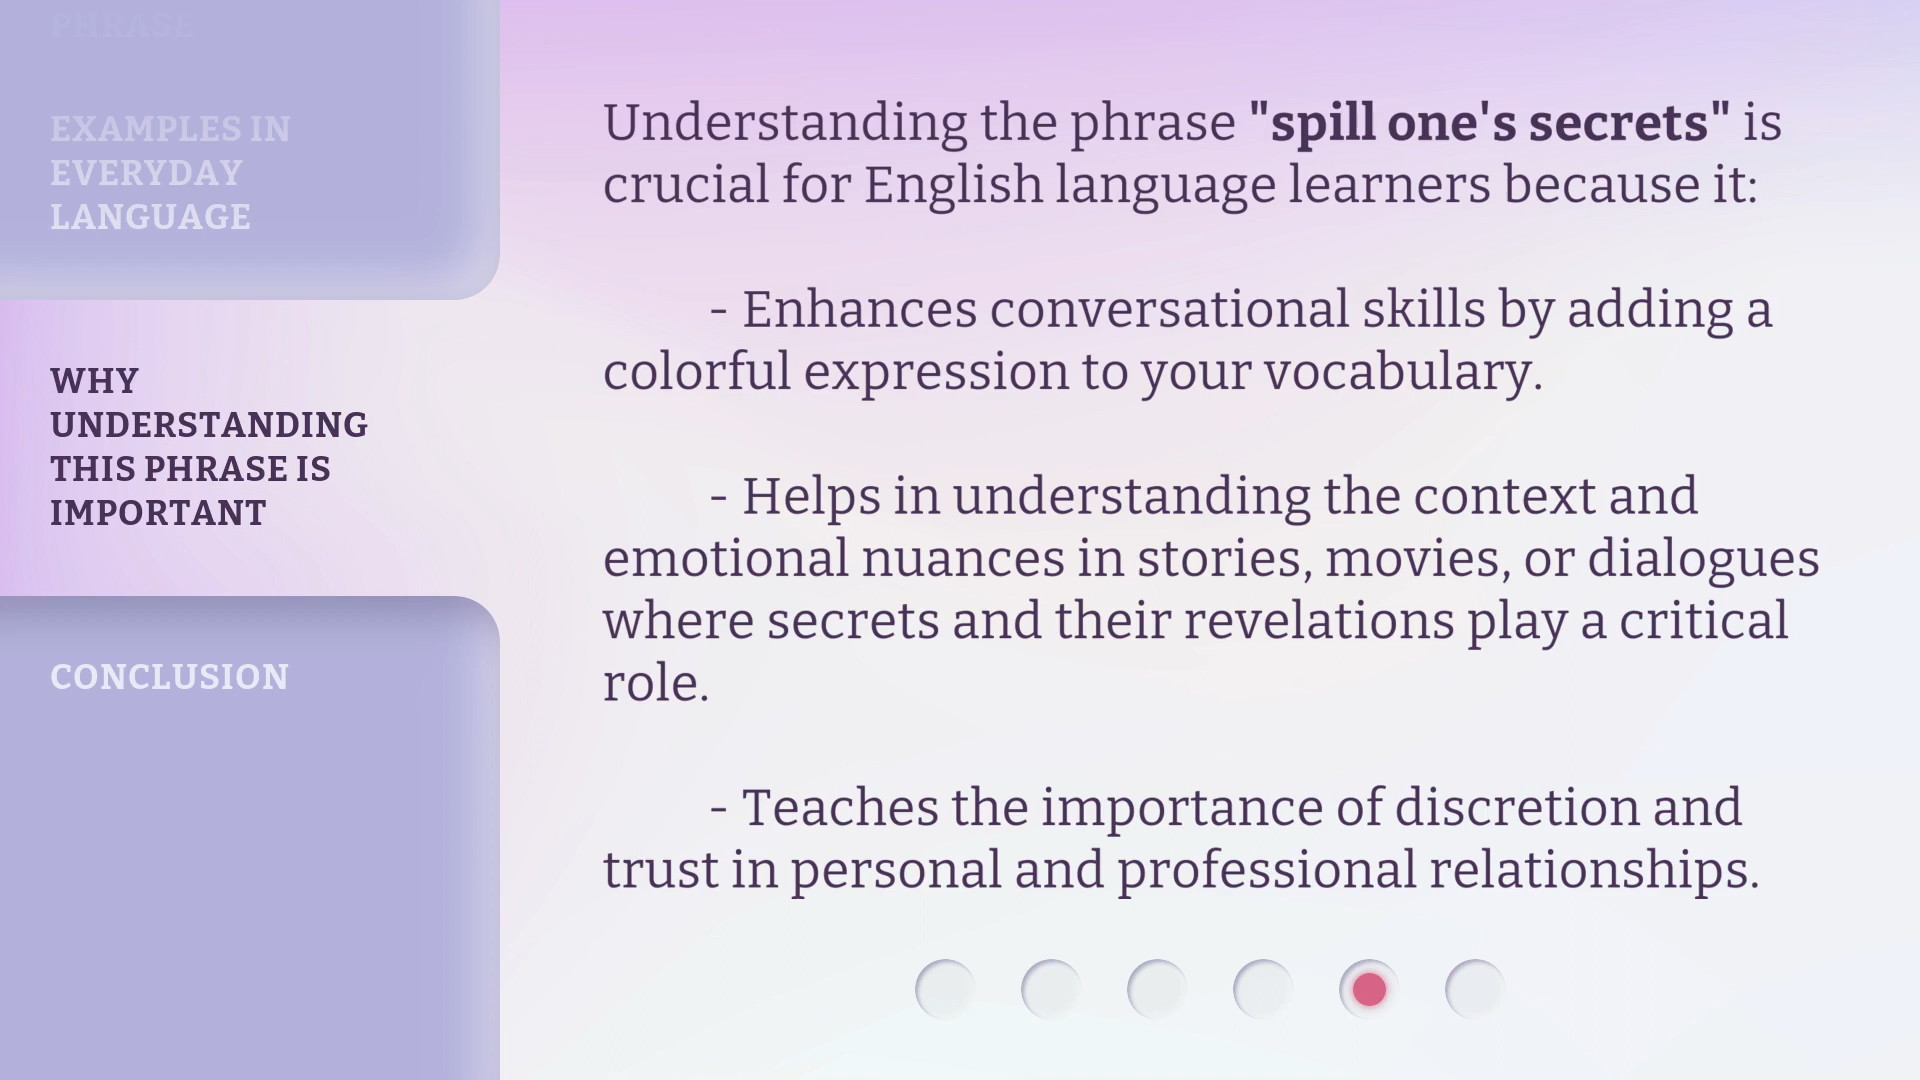 PHRASE
EXAMPLES IN
EVERYDAY
LANGUAGE
WHY
UNDERSTANDING
THIS PHRASE IS
IMPORTANT
CONCLUSION
Understanding the phrase "spill one's secrets" is
crucial for English language learners because it:
- Enhances conversational skills by adding a
colorful expression to your vocabulary.
- Helps in understanding the context and
emotional nuances in stories, movies, or dialogues
where secrets and their revelations play a critical
role.
- Teaches the importance of discretion and
trust in personal and professional relationships.